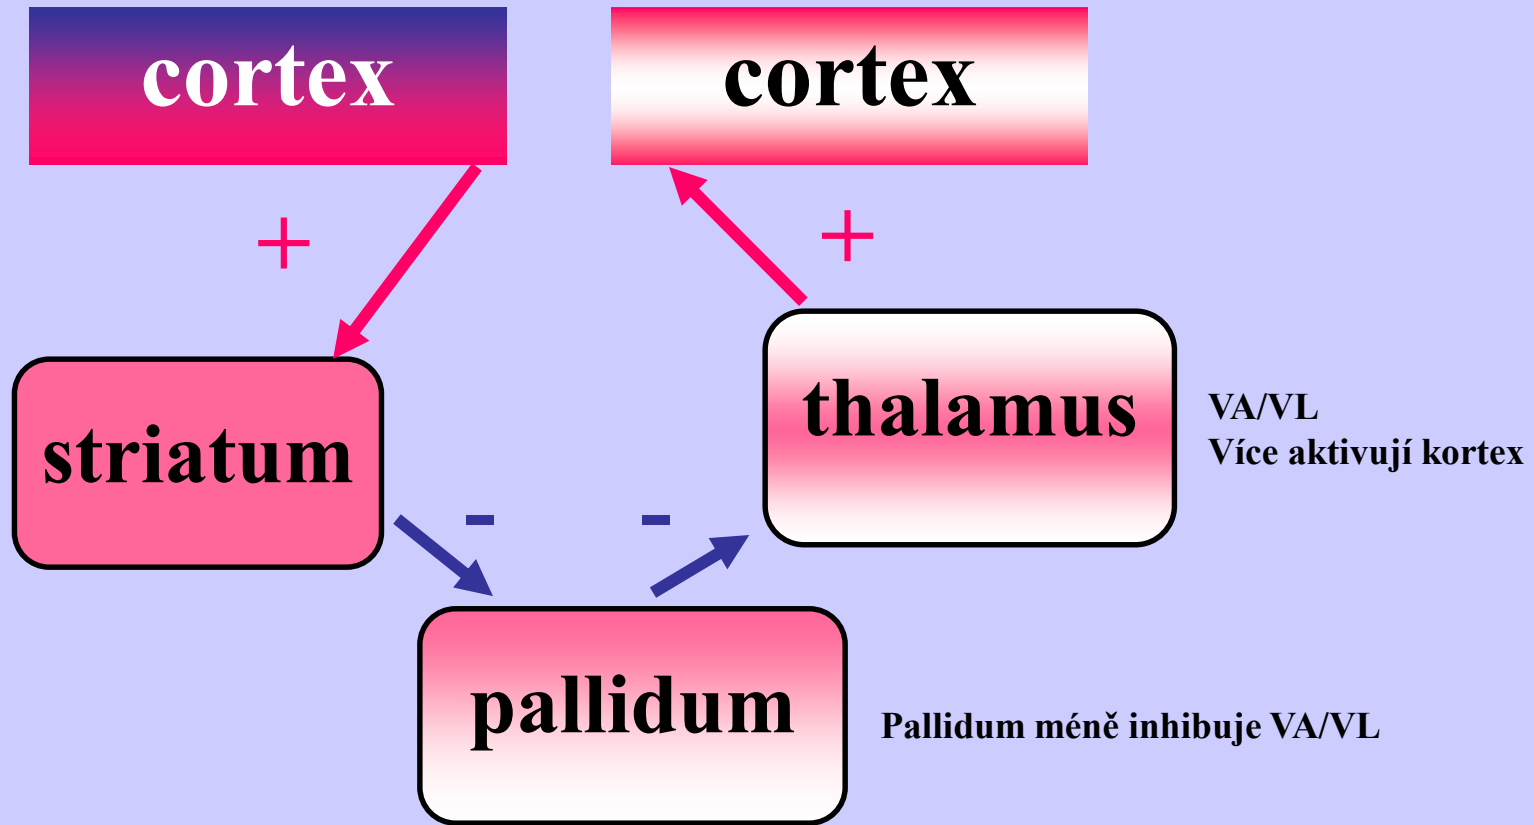 cortex
cortex
+
+
striatum
thalamus
VA/VL
Více aktivují kortex
-
-
pallidum
Pallidum méně inhibuje VA/VL